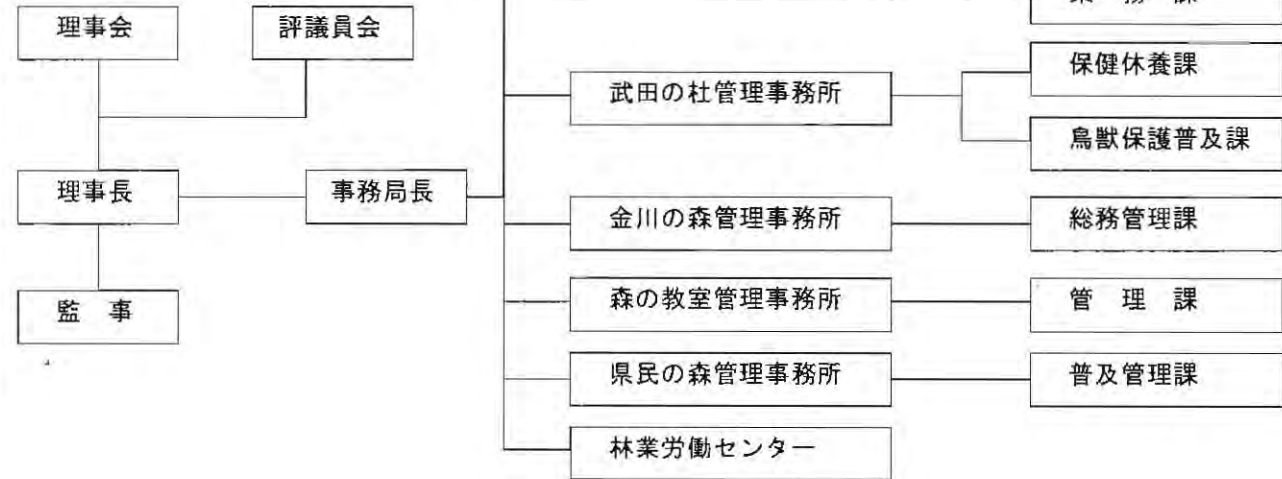 理事会
評議員会
保健休養課
武田の杜管理事務所
鳥獣保護普及課
理事長
事務局長
金川の森管理事務所
総務管理課
監　事
森の教室管理事務所
管　理　課
県民の森管理事務所
普及管理課
林業労働センター